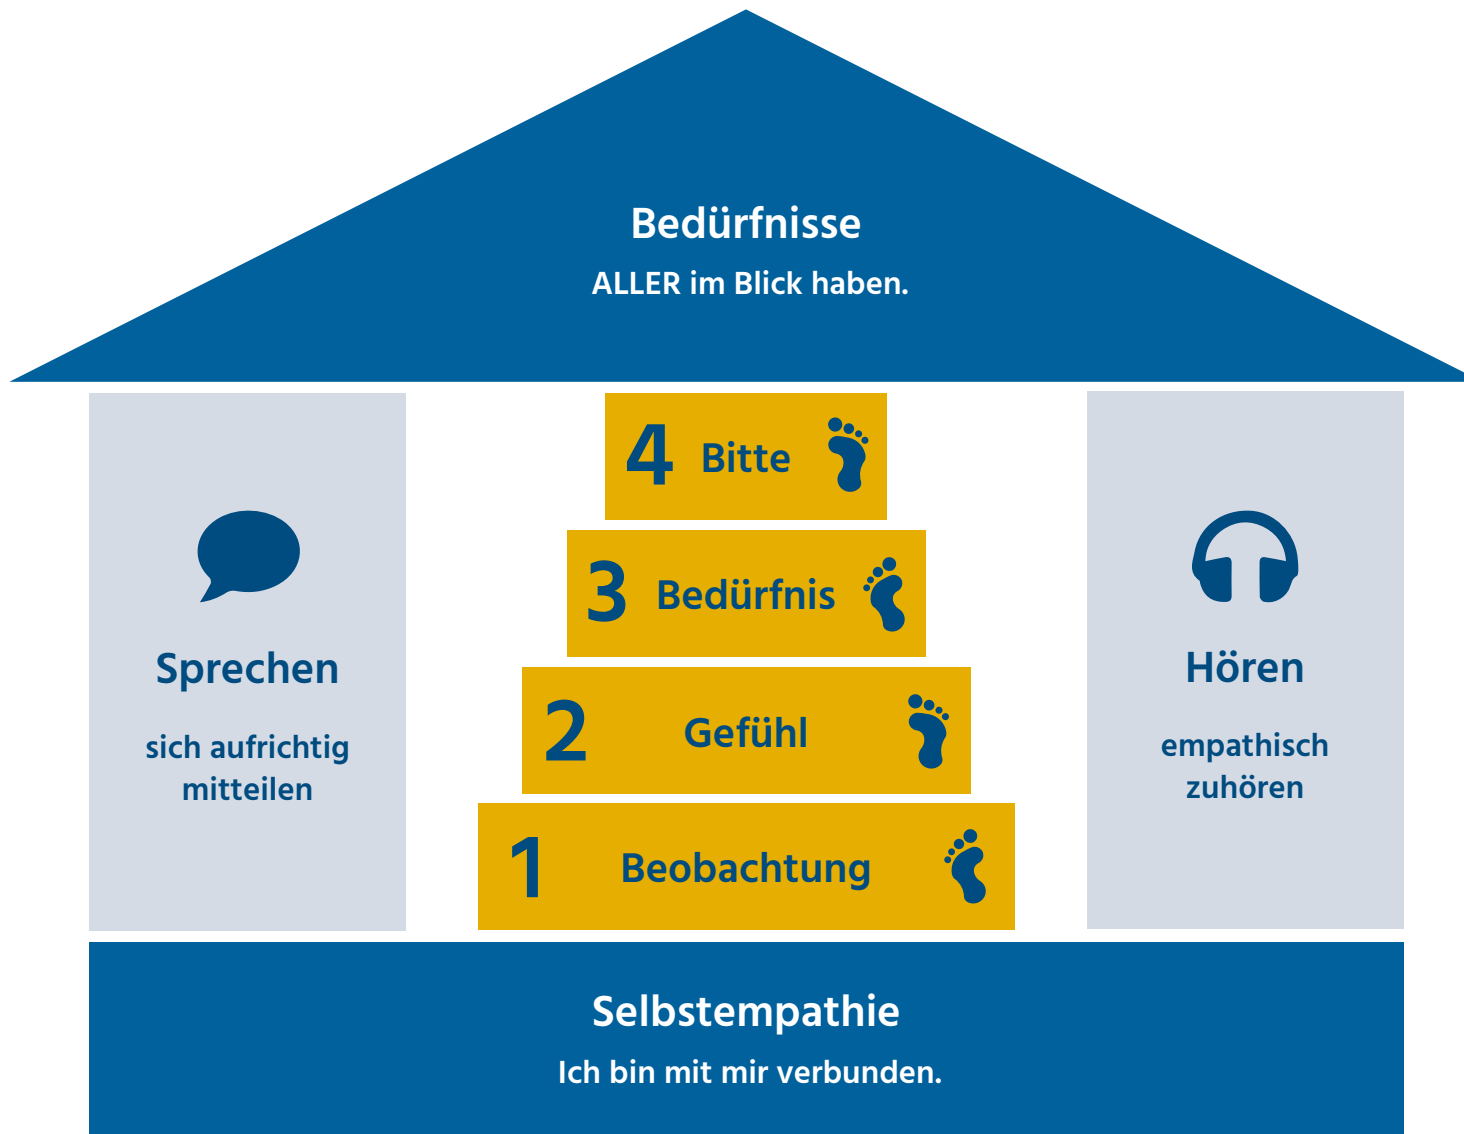 Bedürfnisse
ALLER im Blick haben.
Sprechen
sich aufrichtig
mitteilen
4 Bitte
3 Bedürfnis
2 Gefühl
1 Beobachtung
Hören
empathisch
zuhören
Selbstempathie
Ich bin mit mir verbunden.